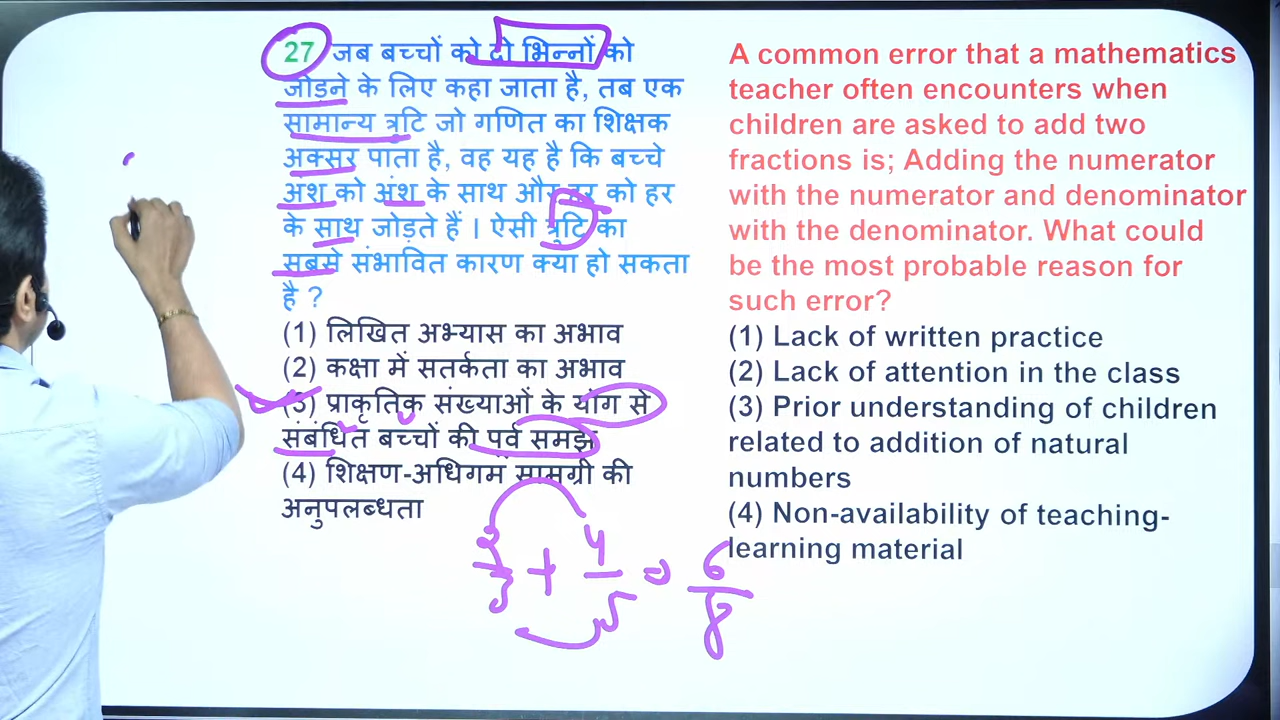 27 जब बच्चों को दो भिन्नों को
जोड़ने के लिए कहा जाता है, तब एक
सामान्य त्रुटि जो गणित का शिक्षक
अक्सर पाता है, वह यह है कि बच्चे
अंश को अंश के साथ और हर को हर
के साथ जोड़ते हैं । ऐसी त्रुटि का
सबसे संभावित कारण क्या हो सकता
है ?
(1) लिखित अभ्यास का अभाव
(2) कक्षा में सतर्कता का अभाव
(3) प्राकृतिक संख्याओं के योग से
संबंधित बच्चों की पूर्व समझ
(4) शिक्षण-अधिगम सामग्री की
अनुपलब्धता
A common error that a mathematics
teacher often encounters when
children are asked to add two
fractions is; Adding the numerator
with the numerator and denominator
with the denominator. What could
be the most probable reason for
such error?
(1) Lack of written practice
(2) Lack of attention in the class
(3) Prior understanding of children
related to addition of natural
numbers
(4) Non-availability of teaching-
learning material
2/3 + 4/5 ⇒ 6/8